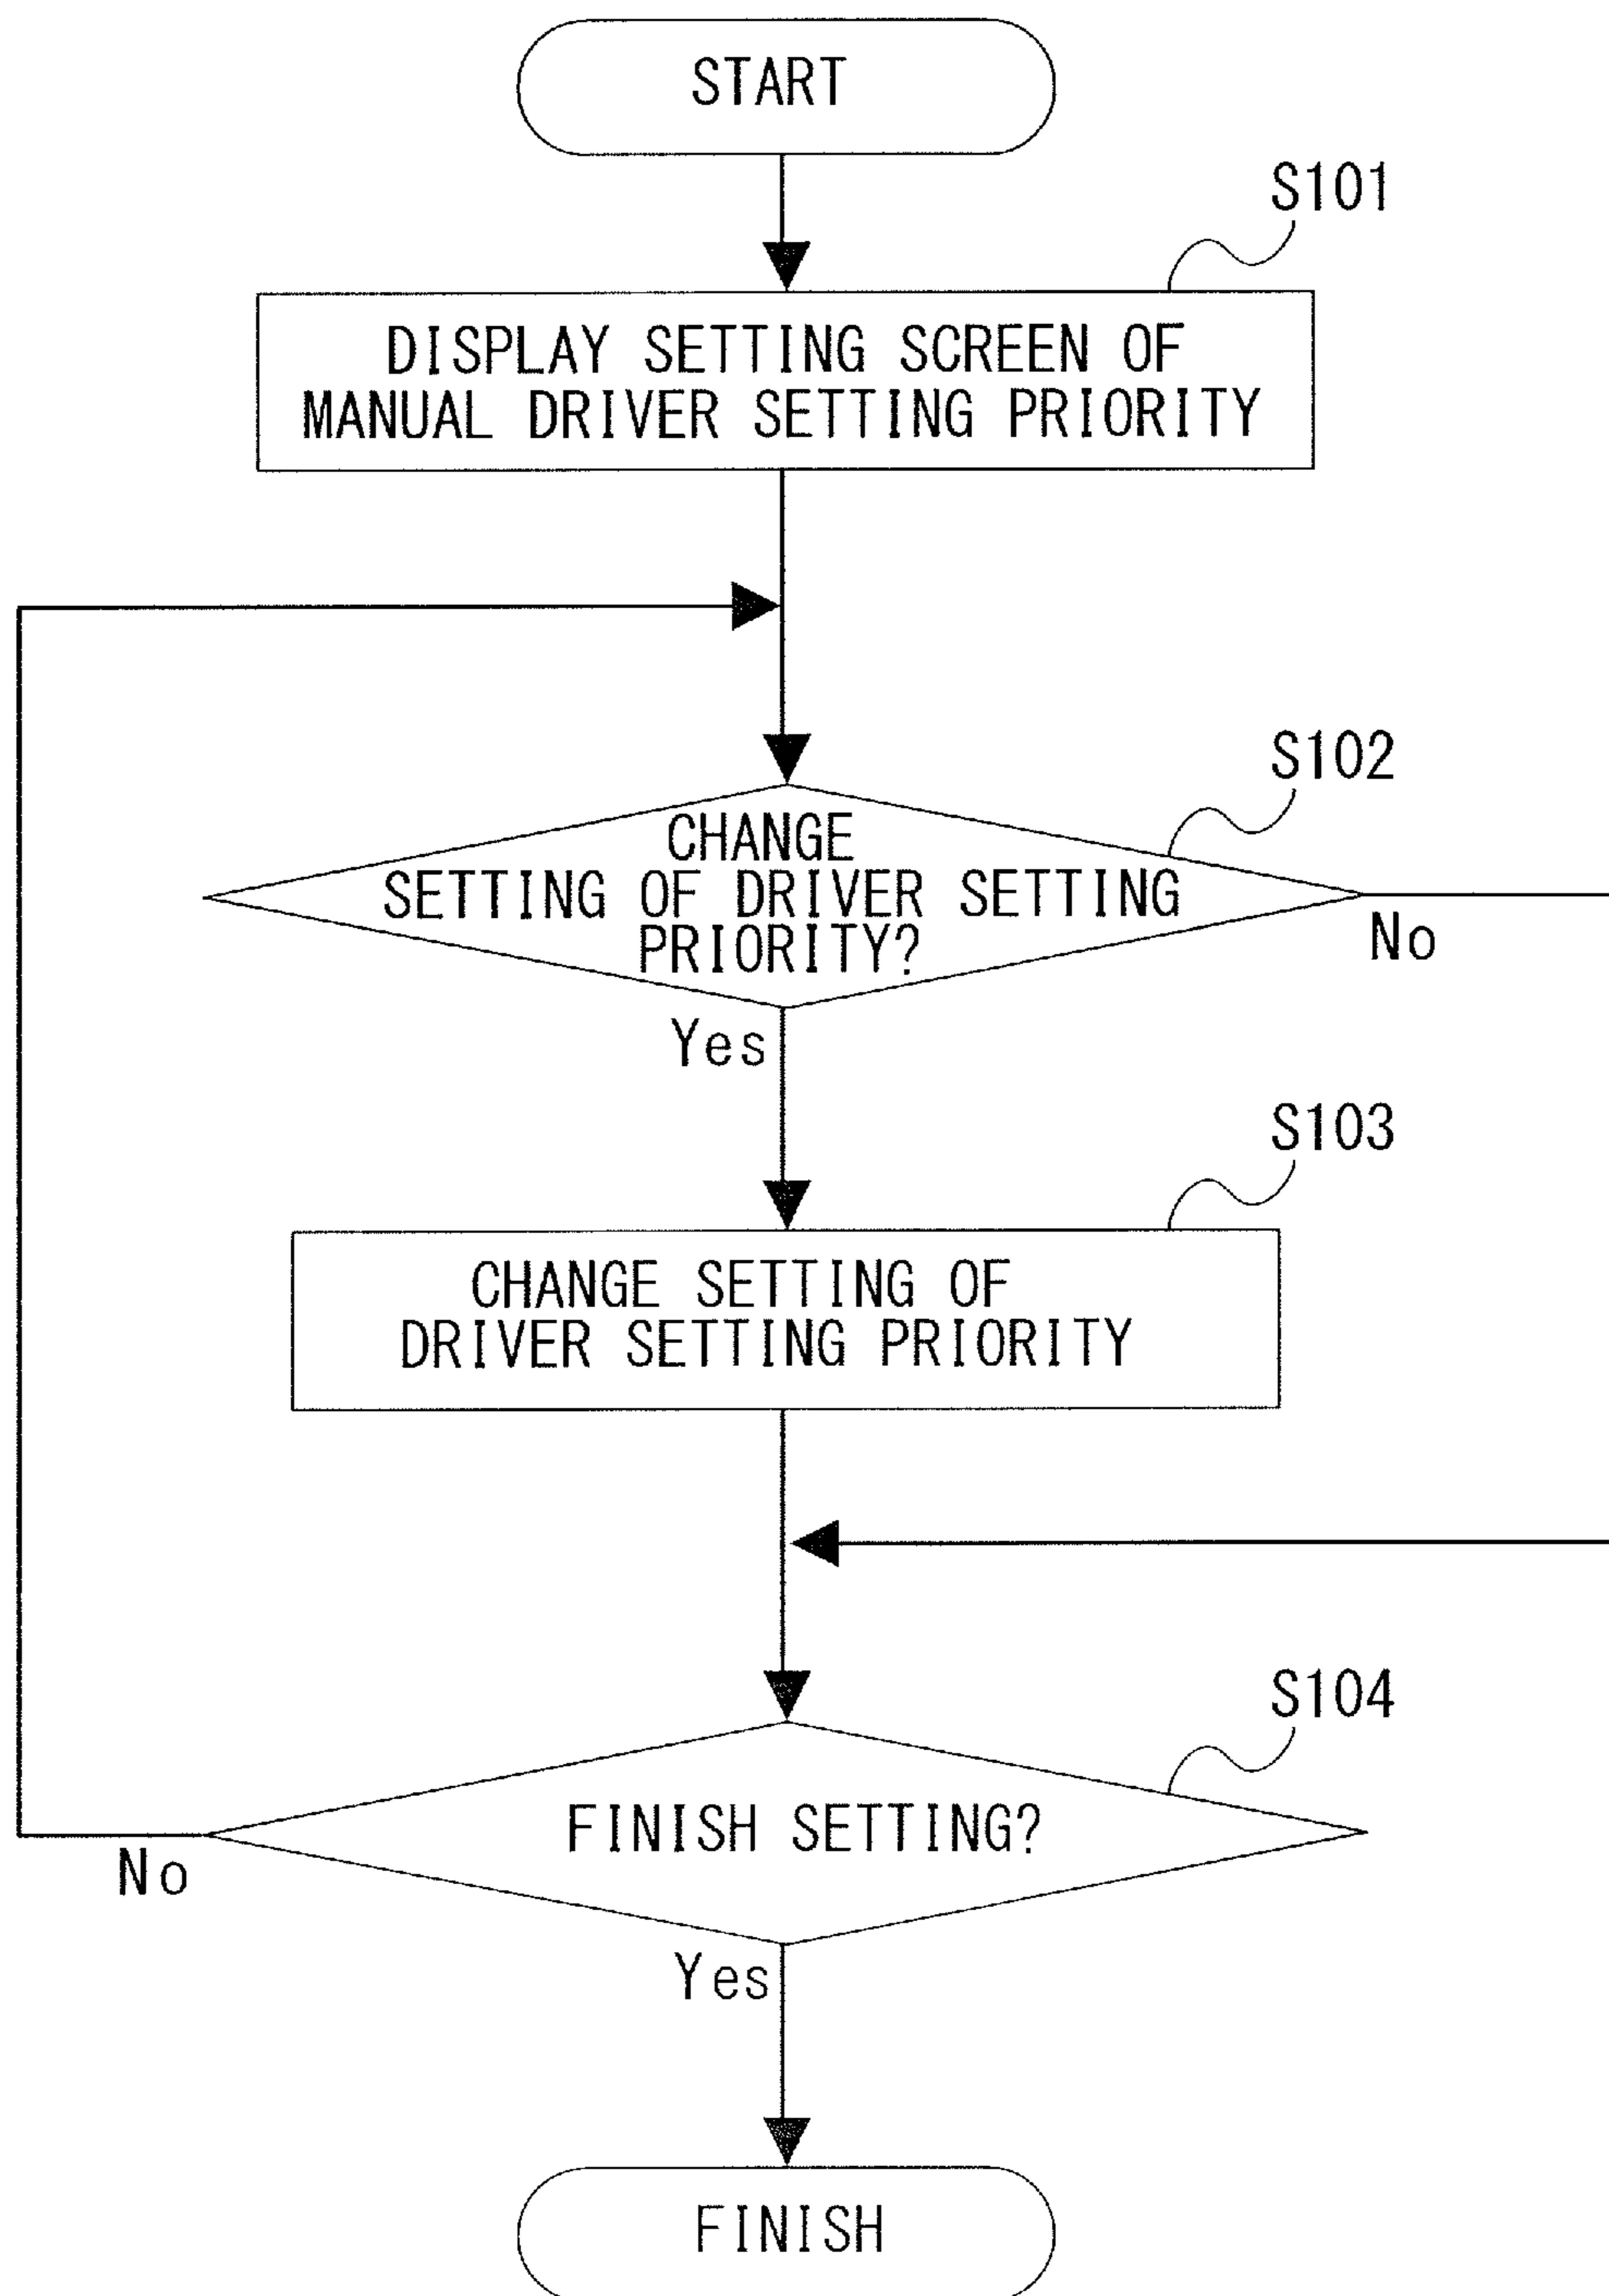 START
S101
DISPLAY SETTING SCREEN OF
MANUAL DRIVER SETTING PRIORITY
S102
CHANGE
SETTING OF DRIVER SETTING
PRIORITY?
No
Yes
S103
CHANGE SETTING OF
DRIVER SETTING PRIORITY
S104
FINISH SETTING?
No
Yes
FINISH